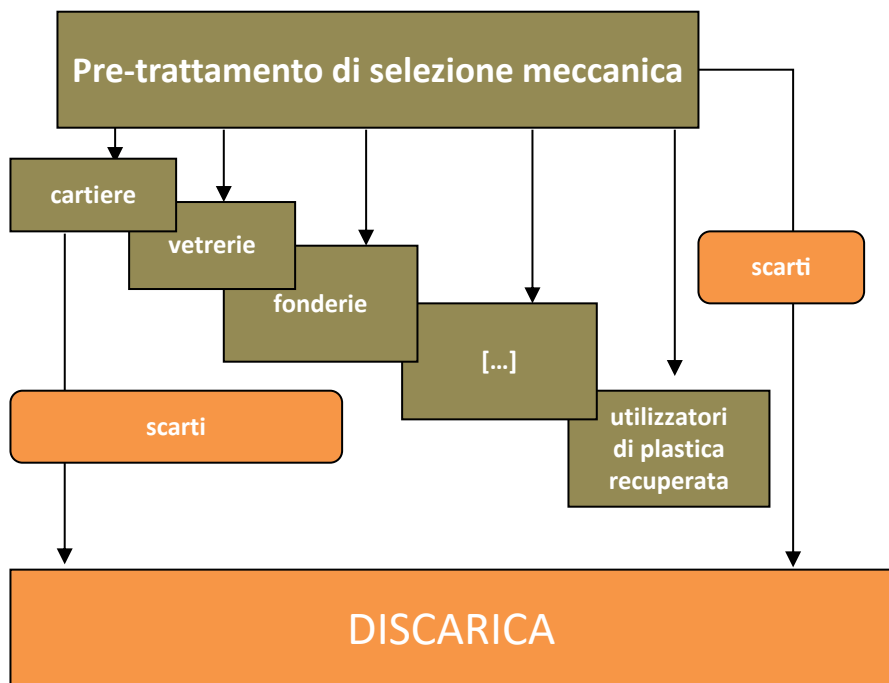 Pre-trattamento di selezione meccanica
cartiere
vetrerie
fonderie
[...]
utilizzatori
di plastica
recuperata
scarti
scarti
DISCARICA